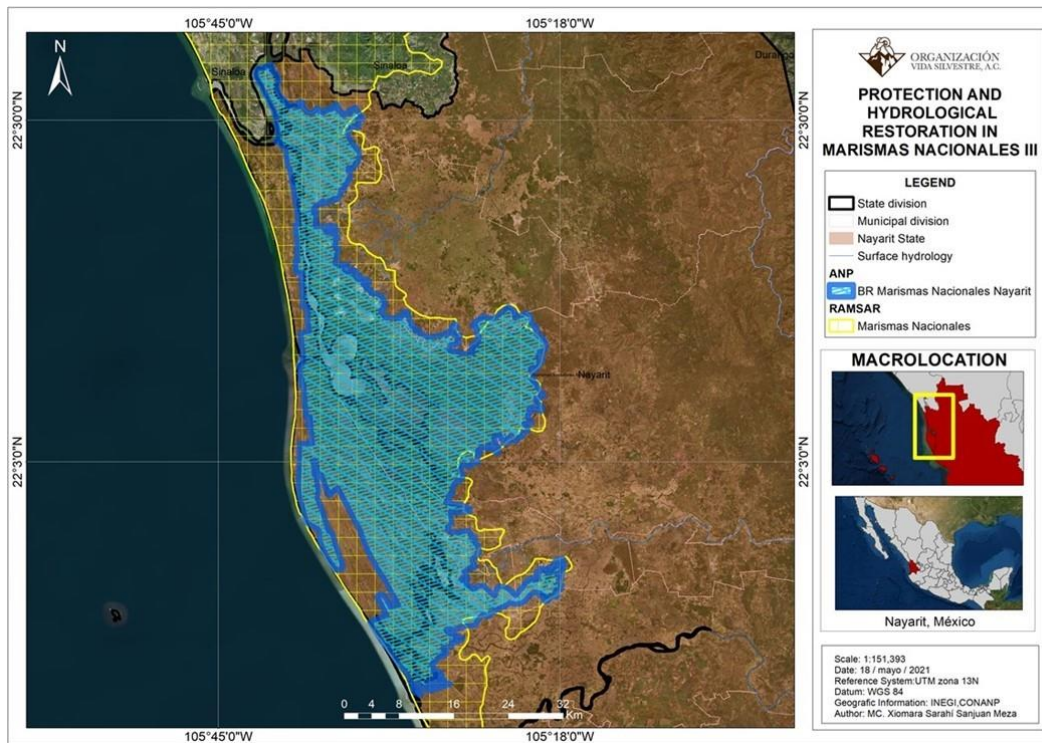 105°45'0"W
105°18'0"W
N
Sinaloa
Sinaloa
Durango
22°30'0"N
22°30'0"N
Nayarit
22°3'0"N
22°3'0"N
0 4 8 16 24 32
Km
105°45'0"W
105°18'0"W
ORGANIZACIÓN
VIDA SILVESTRE, A.C.
PROTECTION AND
HYDROLOGICAL
RESTORATION IN
MARISMAS NACIONALES III
LEGEND
State division
Municipal division
Nayarit State
Surface hydrology
ANP
BR Marismas Nacionales Nayarit
RAMSAR
Marismas Nacionales
MACROLOCATION
Nayarit, México
Scale: 1:151,393
Date: 18 / mayo / 2021
Reference System:UTM zona 13N
Datum: WGS 84
Geografic Information: INEGI,CONANP
Author: MC. Xiomara Sarahí Sanjuan Meza